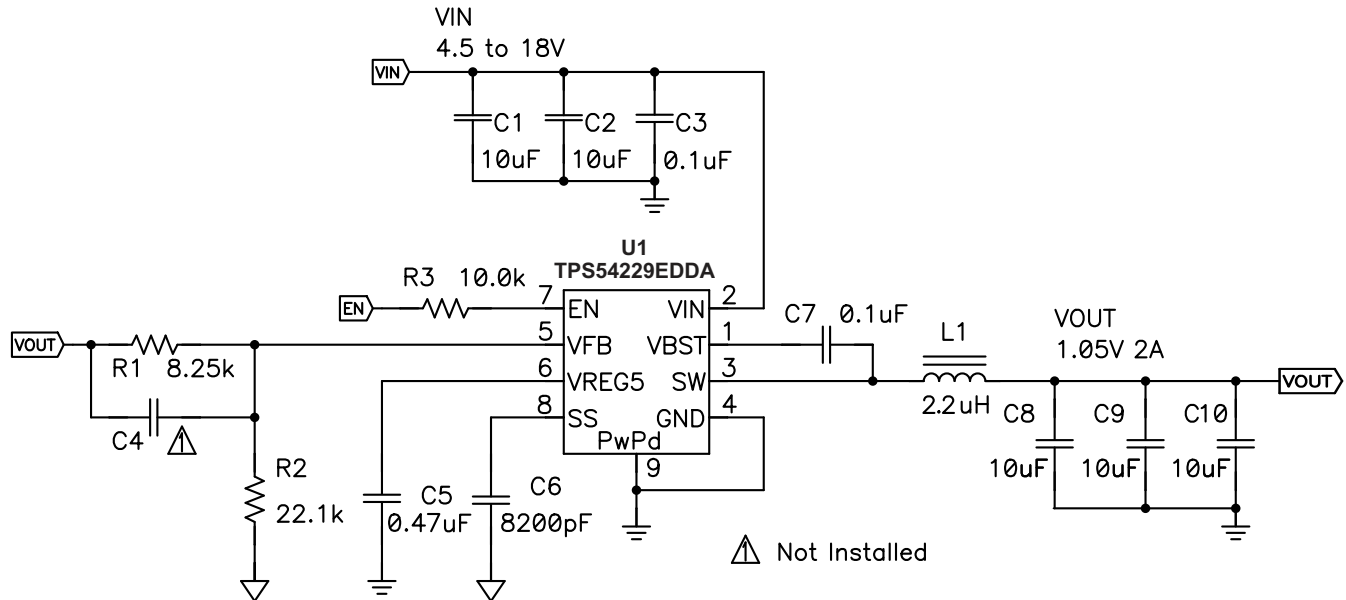 VIN
4.5 to 18V
VIN
C1
C2
C3
10uF
10uF
0.1uF
U1
TPS54229EDDA
R3 10.0k
EN
7
EN
VIN
2
C7 0.1uF
VOUT
1.05V 2A
L1
VOUT
5
VFB
VBST
1
R1 8.25k
6
VREG5
SW
3
VOUT
2.2uH
C8
C9
C10
8
SS
GND
4
C4
1
PwPd
9
10uF
10uF
10uF
R2
22.1k
C5
0.47uF
C6
8200pF
1 Not Installed